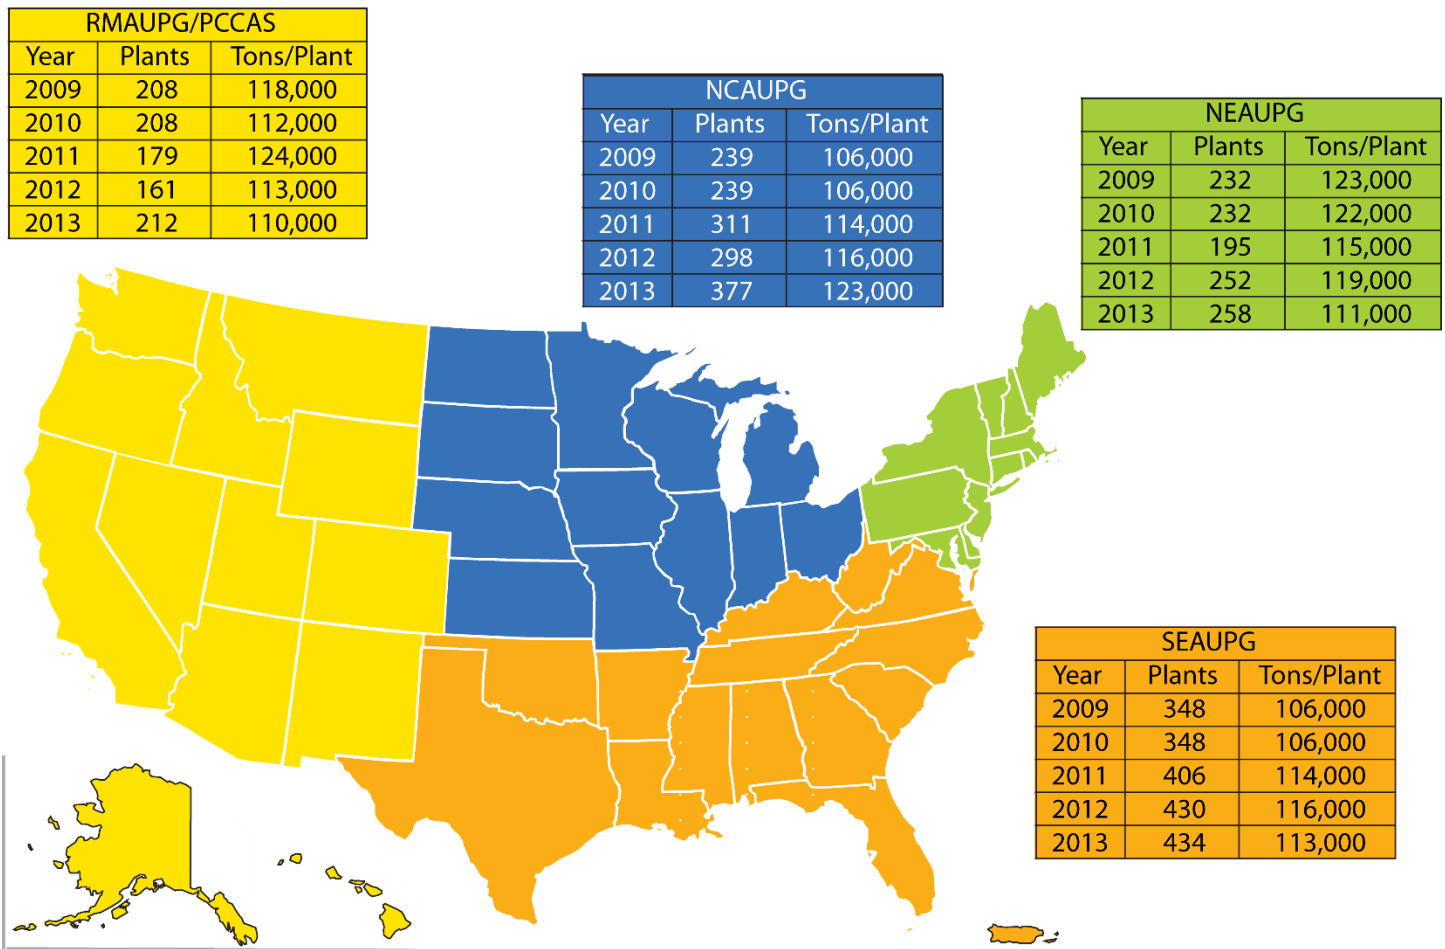 RMAUPG/PCCAS
Year Plants Tons/Plant
2009 208 118,000
2010 208 112,000
2011 179 124,000
2012 161 113,000
2013 212 110,000
NCAUPG
Year Plants Tons/Plant
2009 239 106,000
2010 239 106,000
2011 311 114,000
2012 298 116,000
2013 377 123,000
NEAUPG
Year Plants Tons/Plant
2009 232 123,000
2010 232 122,000
2011 195 115,000
2012 252 119,000
2013 258 111,000
SEAUPG
Year Plants Tons/Plant
2009 348 106,000
2010 348 106,000
2011 406 114,000
2012 430 116,000
2013 434 113,000